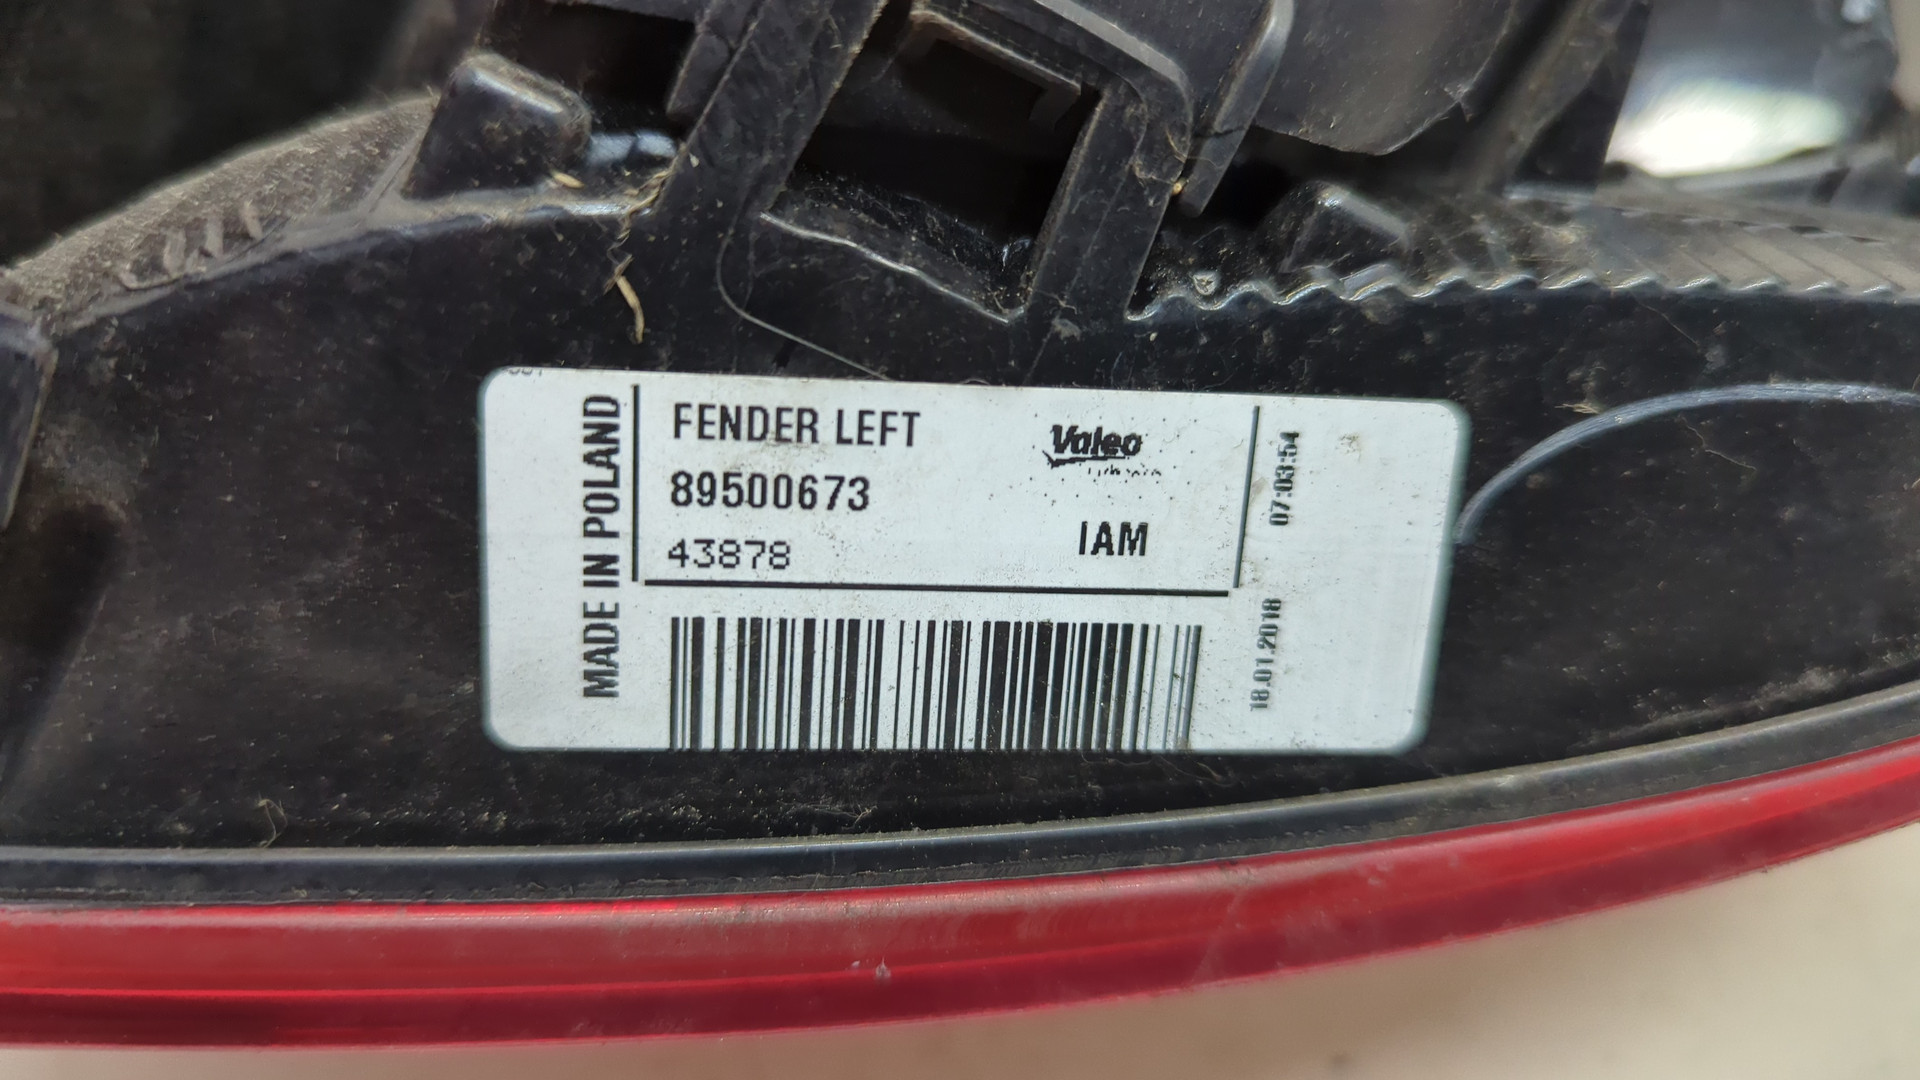 MADE IN POLAND
FENDER LEFT
Valeo
89500673
IAM
43878
07:03:54
18.01.2018